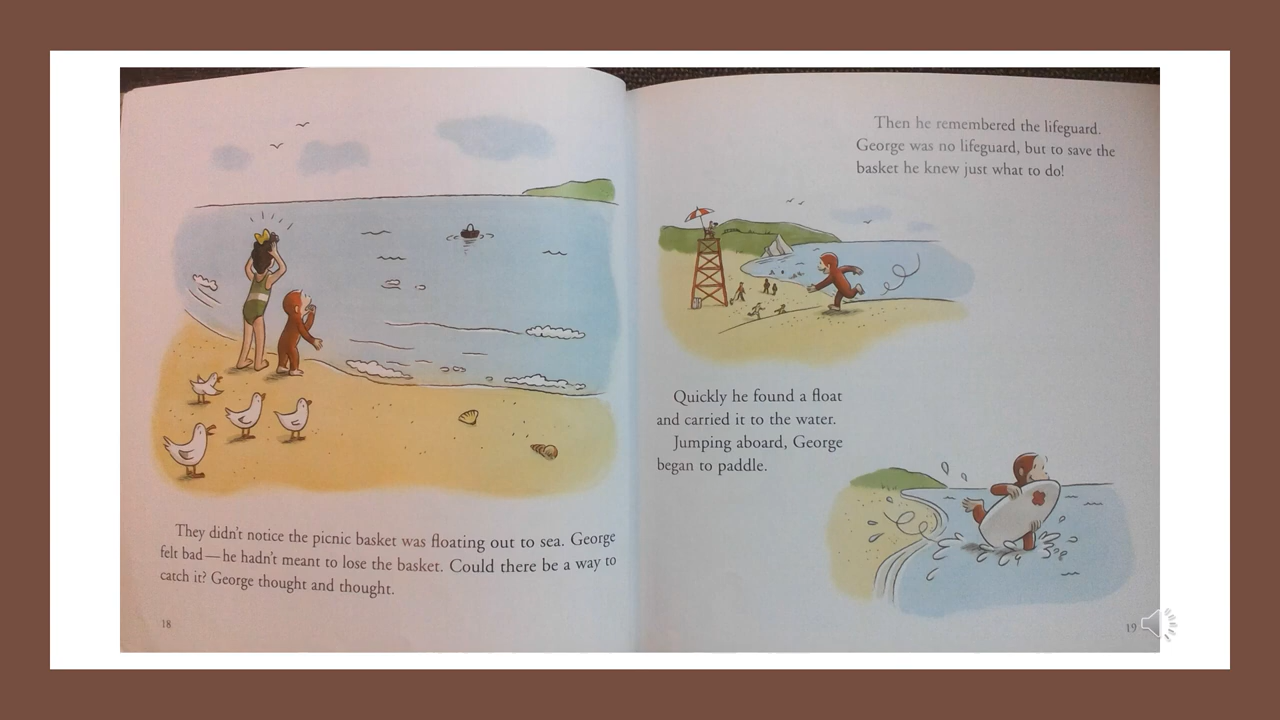 They didn't notice the picnic basket was floating out to sea. George
felt bad—he hadn't meant to lose the basket. Could there be a way to
catch it? George thought and thought.
18
Then he remembered the lifeguard.
George was no lifeguard, but to save the
basket he knew just what to do!
Quickly he found a float
and carried it to the water.
Jumping aboard, George
began to paddle.
19